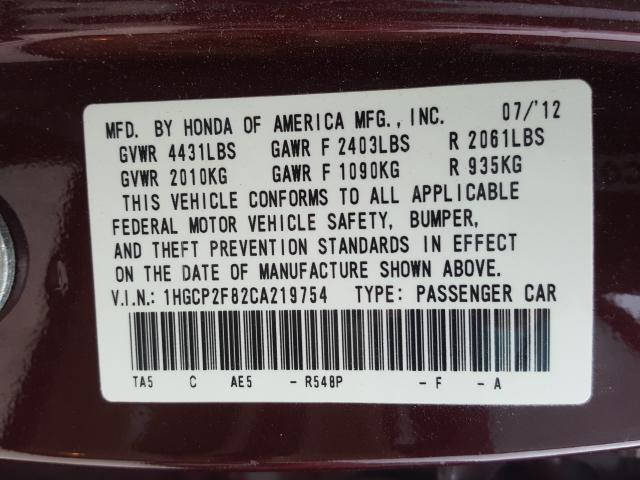 MFD. BY HONDA OF AMERICA MFG., INC. 07/'12
GVWR 4431LBS GAWR F 2403LBS R 2061LBS
GVWR 2010KG GAWR F 1090KG R 935KG
THIS VEHICLE CONFORMS TO ALL APPLICABLE
FEDERAL MOTOR VEHICLE SAFETY, BUMPER,
AND THEFT PREVENTION STANDARDS IN EFFECT
ON THE DATE OF MANUFACTURE SHOWN ABOVE.
V.I.N.: 1HGCP2F82CA219754 TYPE: PASSENGER CAR
TA5 C AE5 - R548P - F - A